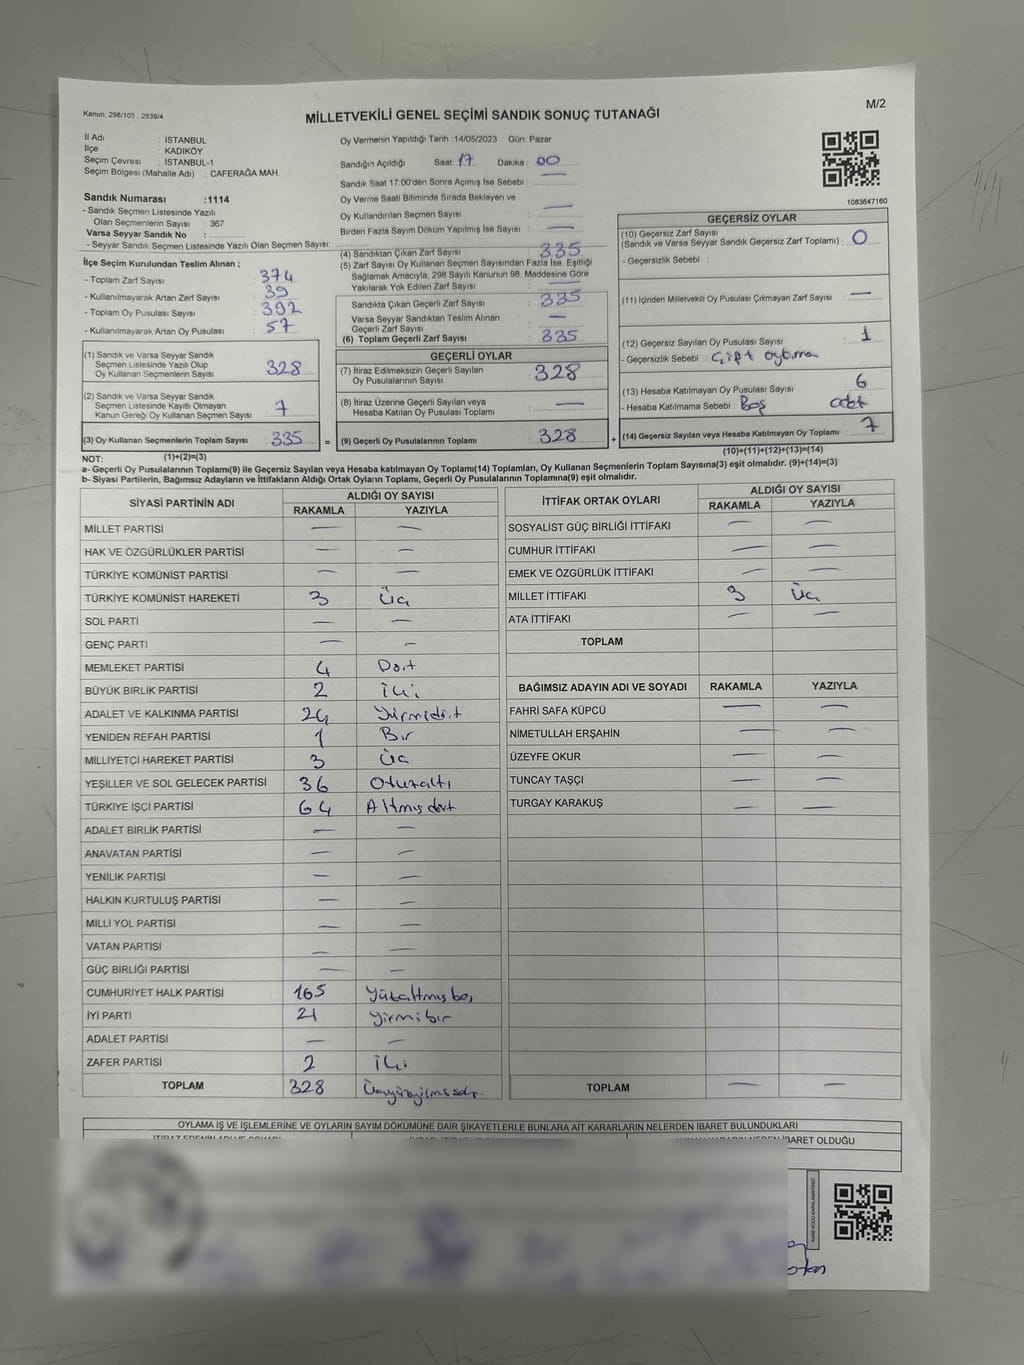 Kanun: 298/105 , 2839/4
MİLLETVEKİLİ GENEL SEÇİMİ SANDIK SONUÇ TUTANAĞI
M/2
İl Adı : İSTANBUL
İlçe : KADIKÖY
Seçim Çevresi : İSTANBUL-1
Seçim Bölgesi (Mahalle Adı) : CAFERAĞA MAH.
Sandık Numarası :1114
- Sandık Seçmen Listesinde Yazılı
Olan Seçmenlerin Sayısı : 367
Varsa Seyyar Sandık No :
- Seyyar Sandık Seçmen Listesinde Yazılı Olan Seçmen Sayısı:
Oy Vermenin Yapıldığı Tarih :14/05/2023 Gün: Pazar
Sandığın Açıldığı Saat : 17 Dakika : 00
Sandık Saat 17:00'den Sonra Açımış İse Sebebi : —
Oy Verme Saati Bitiminde Sırada Bekleyen ve
Oy Kullandırılan Seçmen Sayısı : —
Birden Fazla Sayım Döküm Yapılmış İse Sayısı : —
1083647160
İlçe Seçim Kurulundan Teslim Alınan ;
- Toplam Zarf Sayısı : 374
- Kullanılmayarak Artan Zarf Sayısı : 39
- Toplam Oy Pusulası Sayısı : 392
- Kullanılmayarak Artan Oy Pusulası : 57
(4) Sandıktan Çıkan Zarf Sayısı : 335
(5) Zarf Sayısı Oy Kullanan Seçmen Sayısından Fazla İse, Eşitliği
Sağlamak Amacıyla, 298 Sayılı Kanunun 98. Maddesine Göre
Yakılarak Yok Edilen Zarf Sayısı : —
Sandıkta Çıkan Geçerli Zarf Sayısı : 335
Varsa Seyyar Sandıktan Teslim Alınan
Geçerli Zarf Sayısı : —
(6) Toplam Geçerli Zarf Sayısı : 335
GEÇERSİZ OYLAR
(10) Geçersiz Zarf Sayısı
(Sandık ve Varsa Seyyar Sandık Geçersiz Zarf Toplamı) : 0
- Geçersizlik Sebebi :
(11) İçinden Milletvekili Oy Pusulası Çıkmayan Zarf Sayısı : —
(12) Geçersiz Sayılan Oy Pusulası Sayısı : 1
- Geçersizlik Sebebi : Çift oybma
(13) Hesaba Katılmayan Oy Pusulası Sayısı : 6
- Hesaba Katılmama Sebebi : Boş adet
(14) Geçersiz Sayılan veya Hesaba Katılmayan Oy Toplamı : 7
(10)+(11)+(12)+(13)=(14)
(1) Sandık ve Varsa Seyyar Sandık
Seçmen Listesinde Yazılı Olup
Oy Kullanan Seçmenlerin Sayısı : 328
(2) Sandık ve Varsa Seyyar Sandık
Seçmen Listesinde Kayıtlı Olmayan
Kanun Gereği Oy Kullanan Seçmen Sayısı : 7
(3) Oy Kullanan Seçmenlerin Toplam Sayısı : 335 =
(1)+(2)=(3)
GEÇERLİ OYLAR
(7) İtiraz Edilmeksizin Geçerli Sayılan
Oy Pusulasının Sayısı : 328
(8) İtiraz Üzerine Geçerli Sayılan veya
Hesaba Katılan Oy Pusulası Toplamı : —
(9) Geçerli Oy Pusulalarının Toplamı : 328 +
NOT:
a- Geçerli Oy Pusulalarının Toplamı(9) ile Geçersiz Sayılan veya Hesaba katılmayan Oy Toplamı(14) Toplamları, Oy Kullanan Seçmenlerin Toplam Sayısına(3) eşit olmalıdır. (9)+(14)=(3)
b- Siyasi Partilerin, Bağımsız Adayların ve İttifakların Aldığı Ortak Oyların Toplamı, Geçerli Oy Pusulalarının Toplamına(9) eşit olmalıdır.
SİYASİ PARTİNİN ADI ALDIĞI OY SAYISI
RAKAMLA YAZIYLA
MİLLET PARTİSİ — —
HAK VE ÖZGÜRLÜKLER PARTİSİ — —
TÜRKİYE KOMÜNİST PARTİSİ — —
TÜRKİYE KOMÜNİST HAREKETİ 3 Üç
SOL PARTİ — —
GENÇ PARTİ — —
MEMLEKET PARTİSİ 4 Dört
BÜYÜK BİRLİK PARTİSİ 2 İki
ADALET VE KALKINMA PARTİSİ 24 Yirmidört
YENİDEN REFAH PARTİSİ 1 Bir
MİLLİYETÇİ HAREKET PARTİSİ 3 Üç
YEŞİLLER VE SOL GELECEK PARTİSİ 36 Otuzaltı
TÜRKİYE İŞÇİ PARTİSİ 64 Altmış dört
ADALET BİRLİK PARTİSİ — —
ANAVATAN PARTİSİ — —
YENİLİK PARTİSİ — —
HALKIN KURTULUŞ PARTİSİ — —
MİLLİ YOL PARTİSİ — —
VATAN PARTİSİ — —
GÜÇ BİRLİĞİ PARTİSİ — —
CUMHURİYET HALK PARTİSİ 165 Yüzaltmışbeş
İYİ PARTİ 21 Yirmibir
ADALET PARTİSİ — —
ZAFER PARTİSİ 2 İki
TOPLAM 328
İTTİFAK ORTAK OYLARI ALDIĞI OY SAYISI
RAKAMLA YAZIYLA
SOSYALİST GÜÇ BİRLİĞİ İTTİFAKI — —
CUMHUR İTTİFAKI — —
EMEK VE ÖZGÜRLÜK İTTİFAKI — —
MİLLET İTTİFAKI 3 Üç
ATA İTTİFAKI — —
TOPLAM
BAĞIMSIZ ADAYIN ADI VE SOYADI RAKAMLA YAZIYLA
FAHRİ SAFA KÜPCÜ — —
NİMETULLAH ERŞAHİN — —
ÜZEYFE OKUR — —
TUNCAY TAŞÇI — —
TURGAY KARAKUŞ — —
TOPLAM — —
OYLAMA İŞ VE İŞLEMLERİNE VE OYLARIN SAYIM DÖKÜMÜNE DAİR ŞİKAYETLERLE BUNLARA AİT KARARLARIN NELERDEN İBARET BULUNDUKLARI
İBARET OLDUĞU